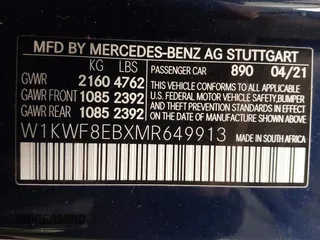 MFD BY MERCEDES-BENZ AG STUTTGART
KG LBS
GVWR 2160 4762
GAWR FRONT 1085 2392
GAWR REAR 1085 2392
PASSENGER CAR 890 04/21
THIS VEHICLE CONFORMS TO ALL APPLICABLE
U.S. FEDERAL MOTOR VEHICLE SAFETY, BUMPER,
AND THEFT PREVENTION STANDARDS IN EFFECT
ON THE DATE OF MANUFACTURE SHOWN ABOVE.
W1KWF8EBXMR649913
MADE IN SOUTH AFRICA